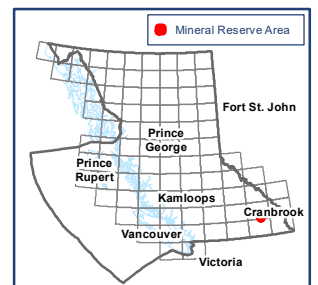 Mineral Reserve Area
Fort St. John
Prince
George
Prince
Rupert
Kamloops
Cranbrook
Vancouver
Victoria